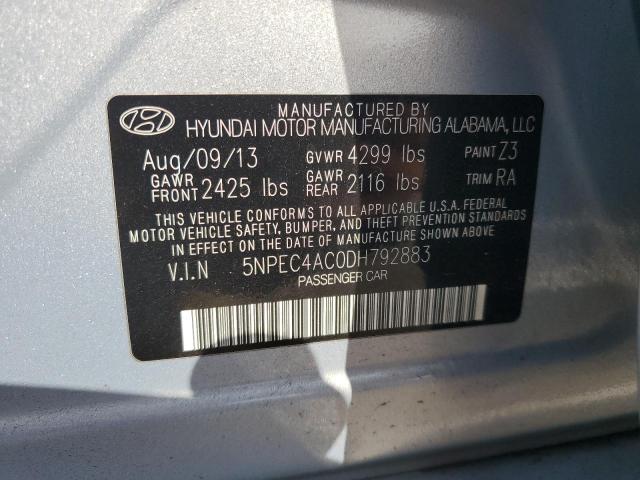 MANUFACTURED BY
HYUNDAI MOTOR MANUFACTURING ALABAMA, LLC
Aug/09/13 GVWR 4299 lbs PAINT Z3
GAWR FRONT 2425 lbs GAWR REAR 2116 lbs TRIM RA
THIS VEHICLE CONFORMS TO ALL APPLICABLE U.S.A. FEDERAL
MOTOR VEHICLE SAFETY, BUMPER, AND THEFT PREVENTION STANDARDS
IN EFFECT ON THE DATE OF MANUFACTURE SHOWN ABOVE.
V.I.N 5NPEC4AC0DH792883
PASSENGER CAR